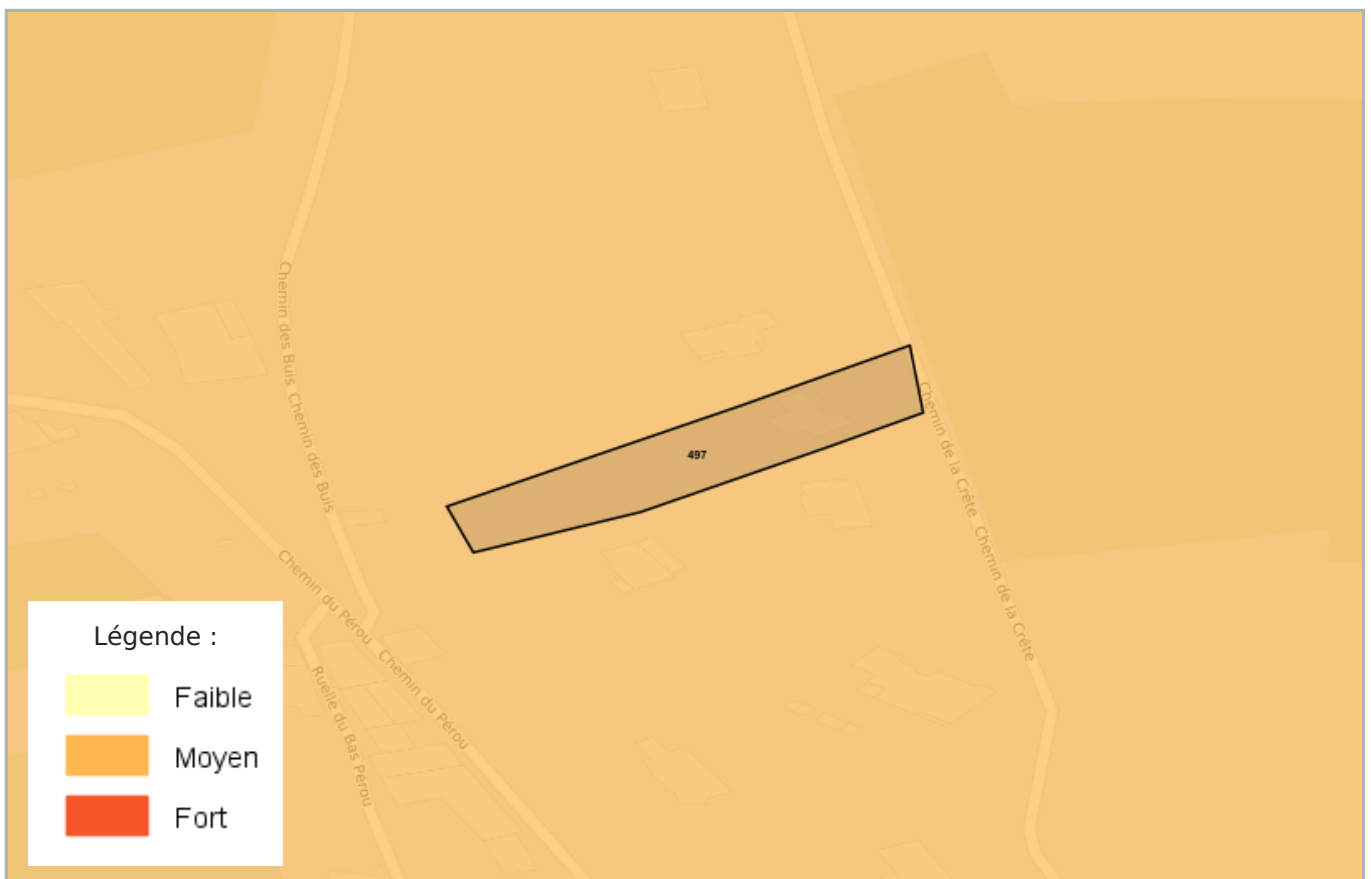 Chemin des Buis
Chemin des Buis
Chemin de la Crête
497
Chemin de la Crête
Chemin du Pérou
Chemin du Pérou
Ruelle du Bas Pérou
Légende :
Faible
Moyen
Fort